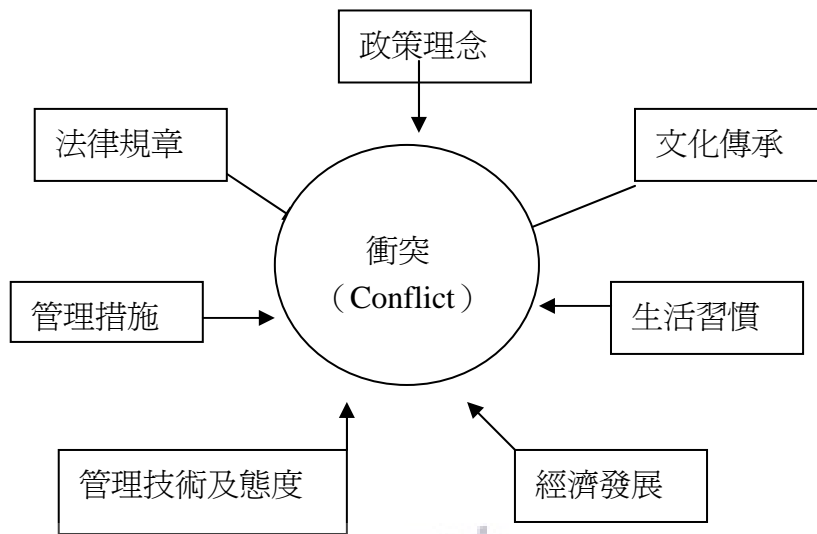 政策理念
法律規章
文化傳承
衝突
（Conflict）
管理措施
生活習慣
管理技術及態度
經濟發展